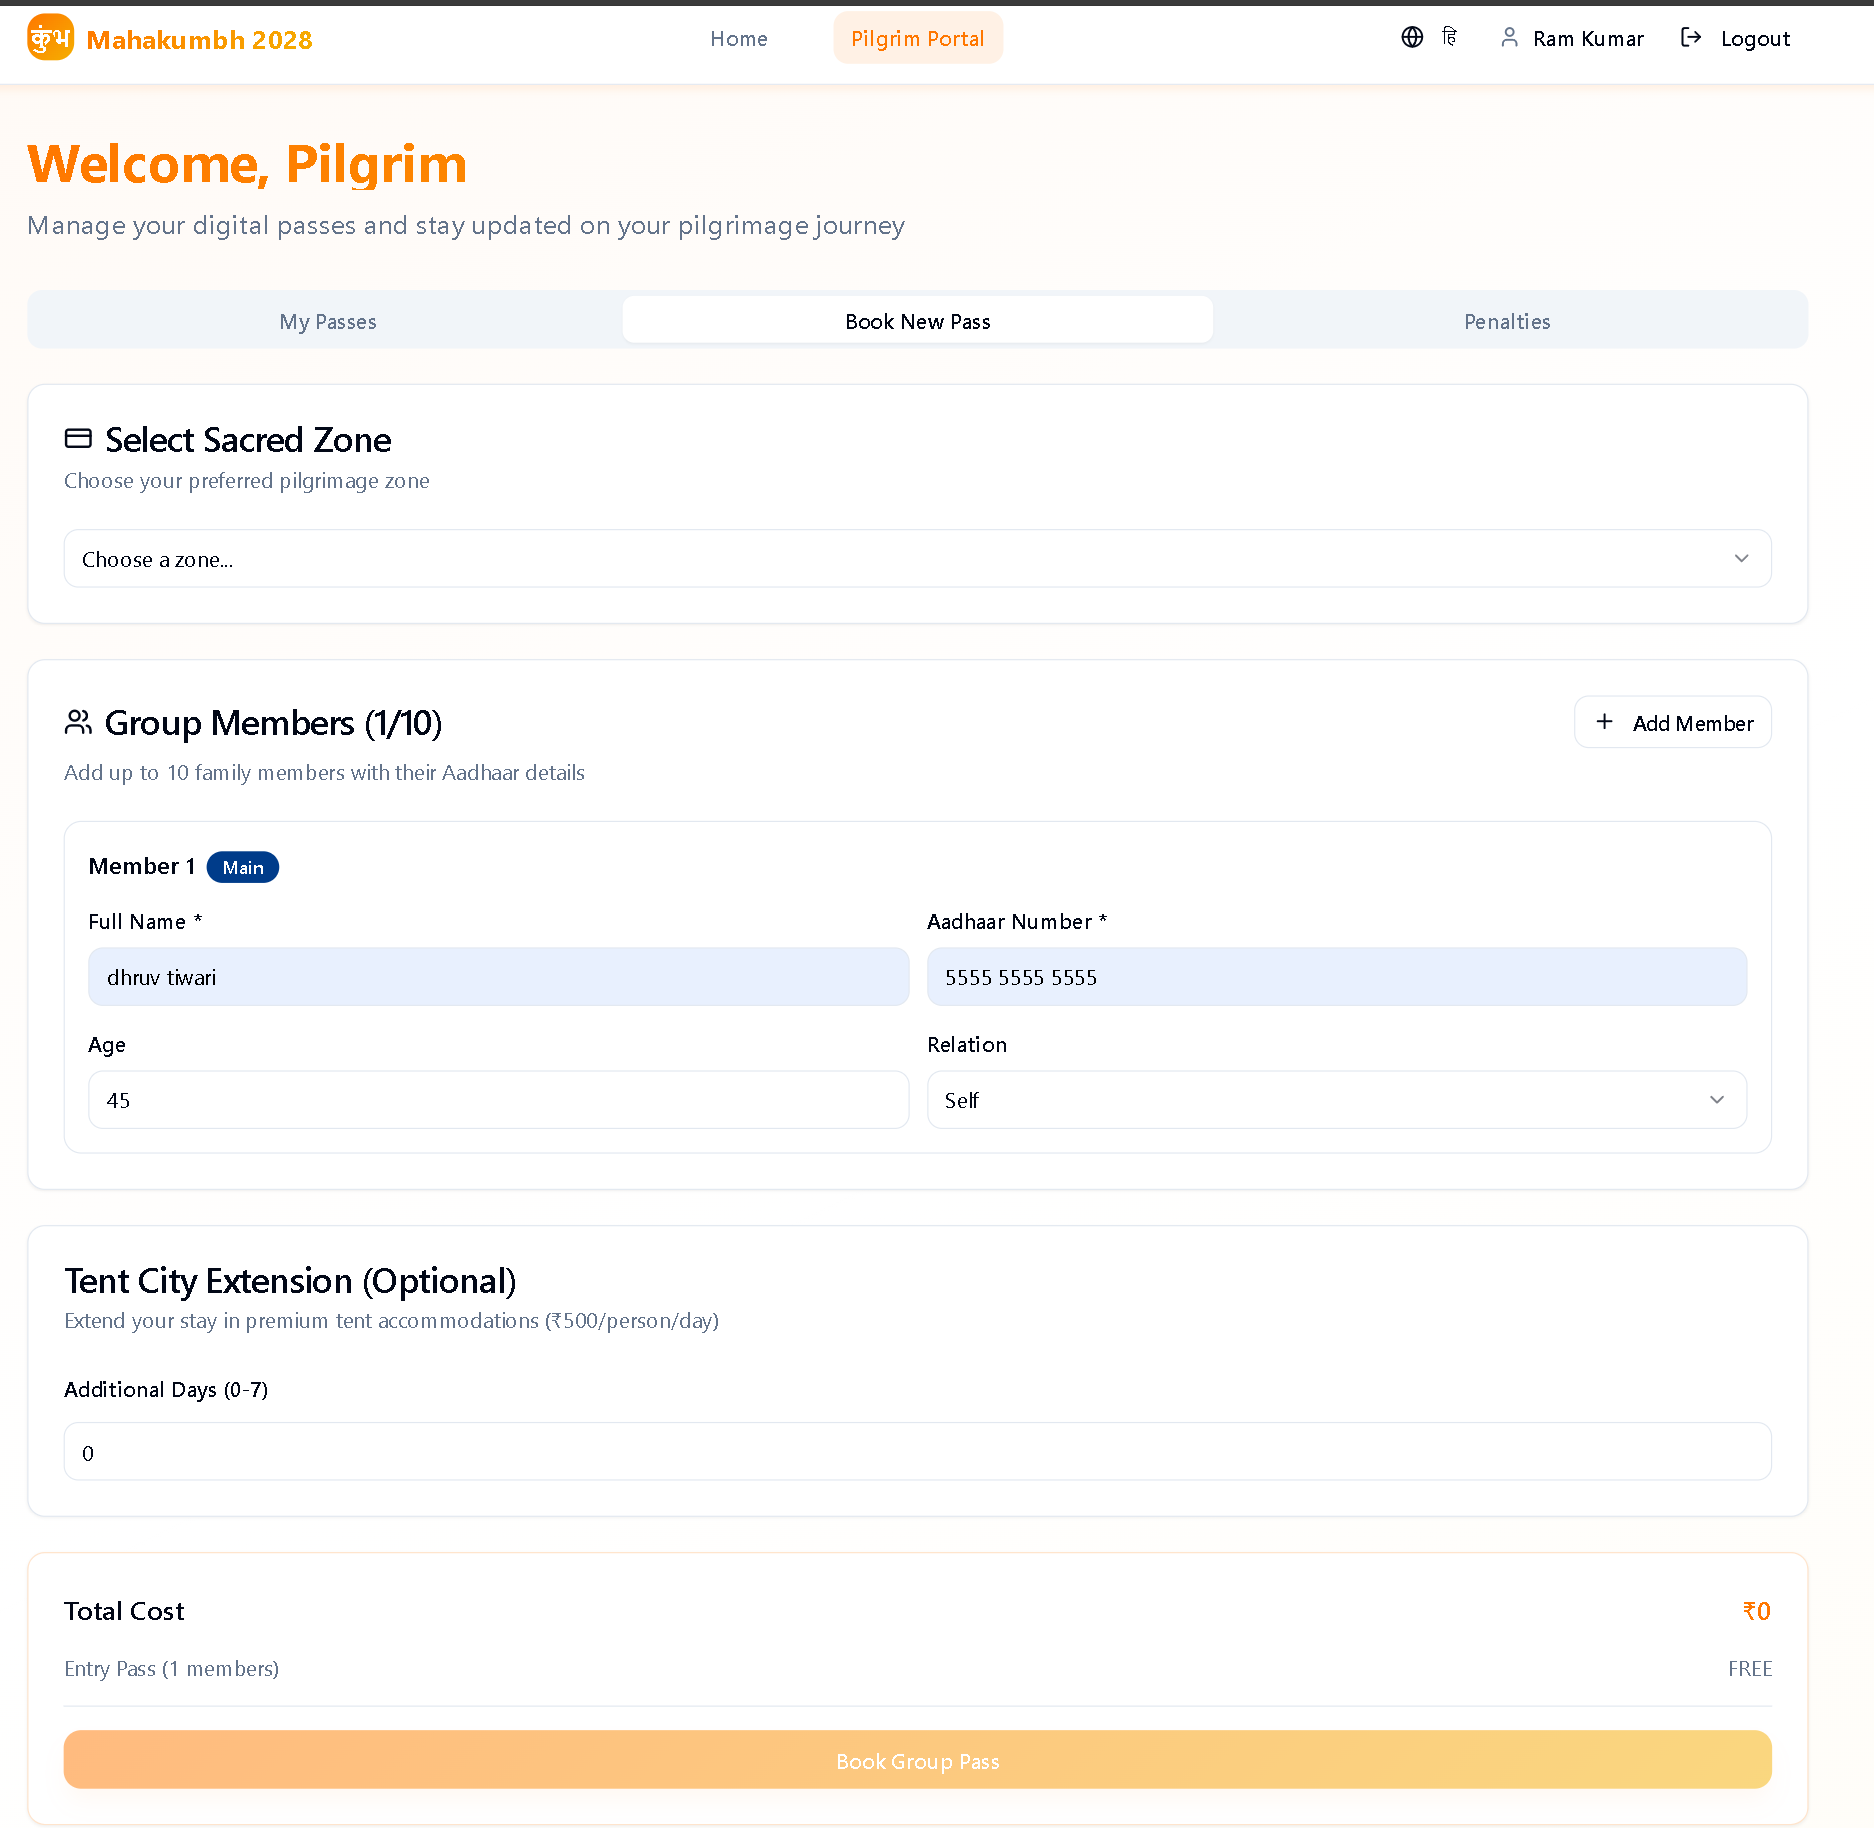 कुंभ Mahakumbh 2028 Home Pilgrim Portal हि Ram Kumar Logout
Welcome, Pilgrim
Manage your digital passes and stay updated on your pilgrimage journey
My Passes Book New Pass Penalties
Select Sacred Zone
Choose your preferred pilgrimage zone
Choose a zone...
Group Members (1/10) Add Member
Add up to 10 family members with their Aadhaar details
Member 1 Main
Full Name * Aadhaar Number *
dhruv tiwari 5555 5555 5555
Age Relation
45 Self
Tent City Extension (Optional)
Extend your stay in premium tent accommodations (₹500/person/day)
Additional Days (0-7)
0
Total Cost ₹0
Entry Pass (1 members) FREE
Book Group Pass